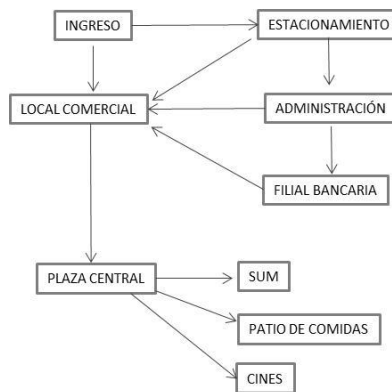 INGRESO
ESTACIONAMIENTO
LOCAL COMERCIAL
ADMINISTRACIÓN
FILIAL BANCARIA
PLAZA CENTRAL
SUM
PATIO DE COMIDAS
CINES